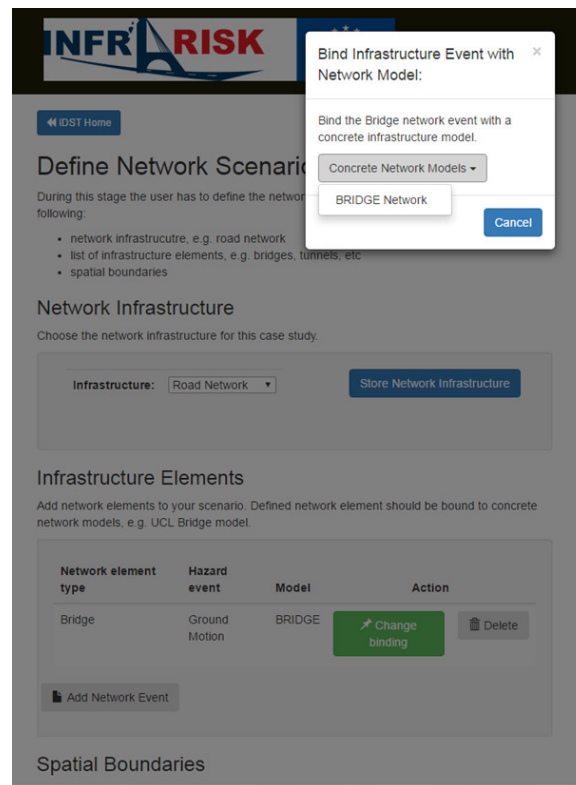 INFRARISK
Bind Infrastructure Event with
Network Model:
×
Bind the Bridge network event with a
concrete infrastructure model.
Concrete Network Models
BRIDGE Network
Cancel
IDST Home
Define Network Scenario
During this stage the user has to define the networ
following:
network infrastrucutre, e.g. road network
list of infrastructure elements, e.g. bridges, tunnels, etc
spatial boundaries
Network Infrastructure
Choose the network infrastructure for this case study.
Infrastructure: Road Network
Store Network Infrastructure
Infrastructure Elements
Add network elements to your scenario. Defined network element should be bound to concrete
network models, e.g. UCL Bridge model.
Network element
type
Hazard
event
Model
Action
Bridge
Ground
Motion
BRIDGE
Change
binding
Delete
Add Network Event
Spatial Boundaries